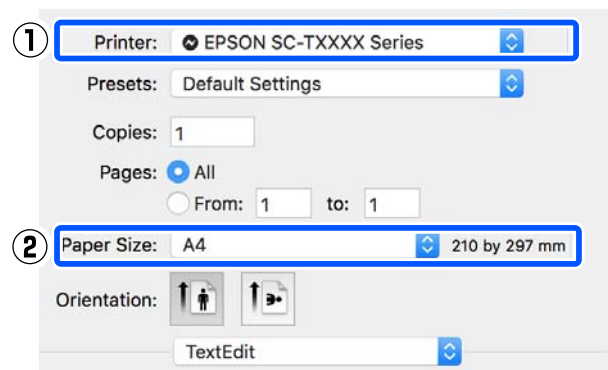 ① Printer: EPSON SC-TXXXX Series
Presets: Default Settings
Copies: 1
Pages: All
From: 1 to: 1
② Paper Size: A4 210 by 297 mm
Orientation:
TextEdit